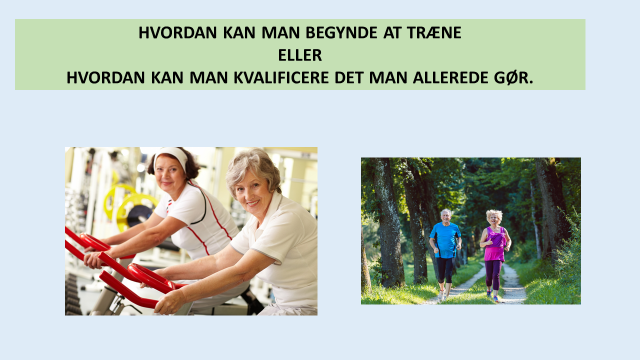 HVORDAN KAN MAN BEGYNDE AT TRÆNE
ELLER
HVORDAN KAN MAN KVALIFICERE DET MAN ALLEREDE GØR.